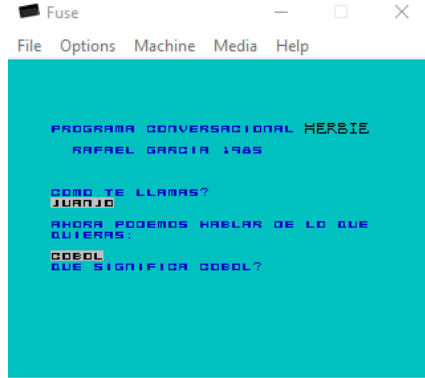 Fuse
File Options Machine Media Help
PROGRAMA CONVERSACIONAL HERBIE
RAFAEL GARCIA 1985
COMO TE LLAMAS?
JUANJO
AHORA PODEMOS HABLAR DE LO QUE
QUIERAS:
COBOL
QUE SIGNIFICA COBOL?